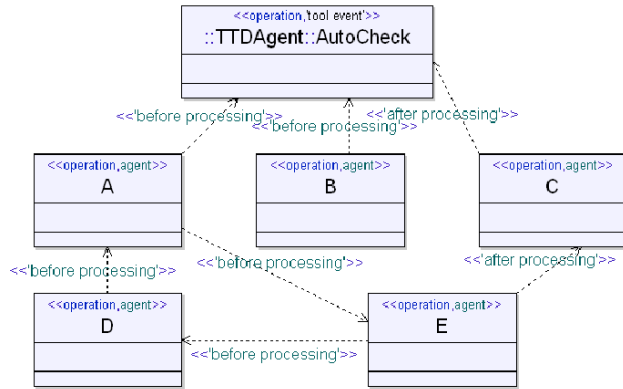 <<operation,'tool event'>>
::TTDAgent::AutoCheck
<<'before processing'>>
<<'before processing'>>
<<'after processing'>>
<<operation,agent>>
A
<<operation,agent>>
B
<<operation,agent>>
C
<<'before processing'>>
<<'before processing'>>
<<'after processing'>>
<<operation,agent>>
D
<<operation,agent>>
E
<<'before processing'>>